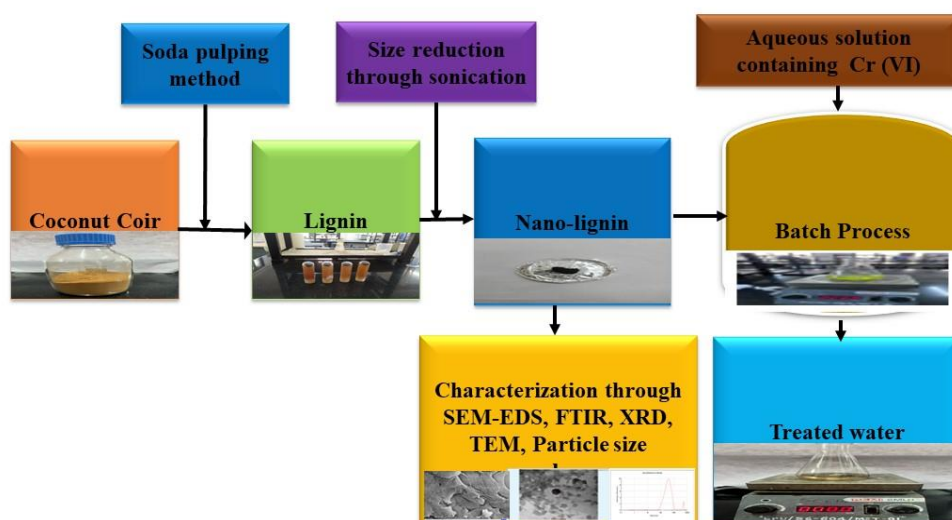 Soda pulping
method
Size reduction
through sonication
Aqueous solution
containing Cr (VI)
Coconut Coir
Lignin
Nano-lignin
Batch Process
Characterization through
SEM-EDS, FTIR, XRD,
TEM, Particle size
Treated water